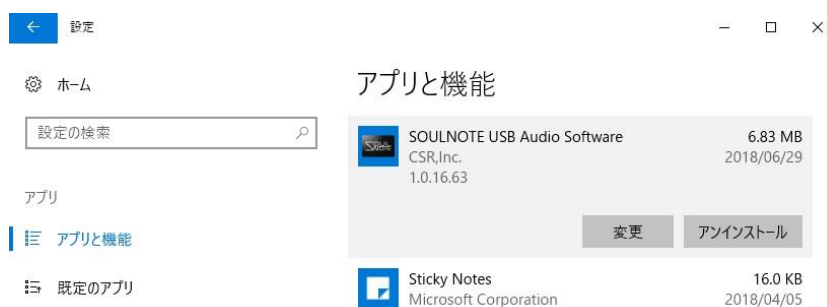 設定
ホーム
設定の検索
アプリ
アプリと機能
既定のアプリ
アプリと機能
SOULNOTE USB Audio Software
6.83 MB
CSR,Inc.
2018/06/29
1.0.16.63
変更
アンインストール
Sticky Notes
16.0 KB
Microsoft Corporation
2018/04/05